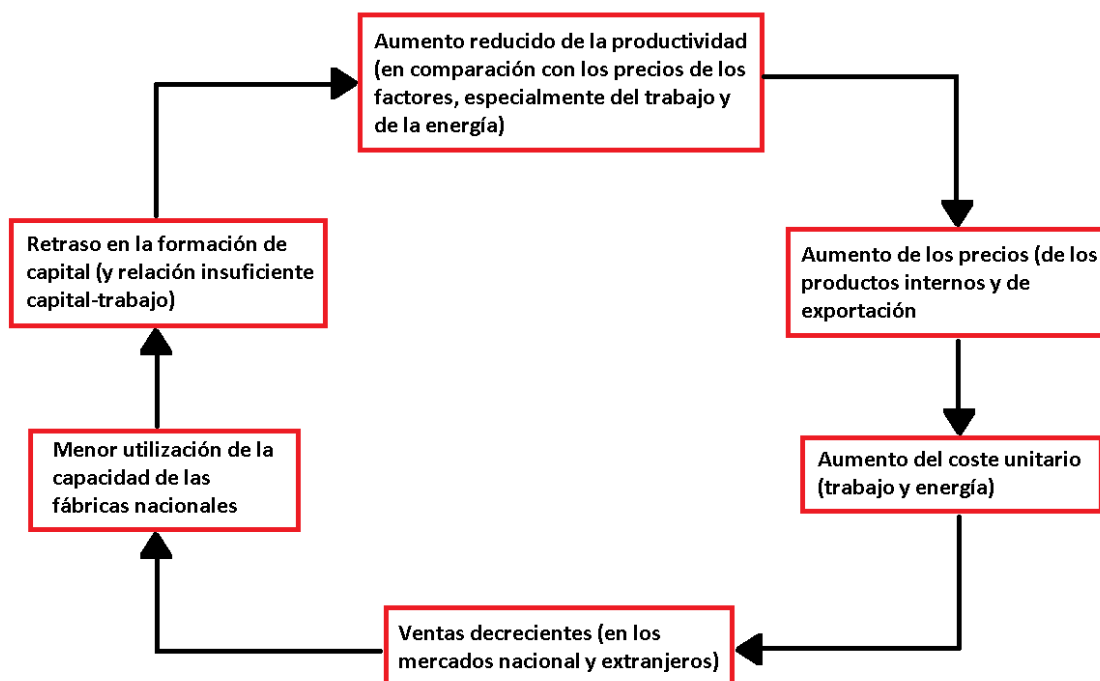 Aumento reducido de la productividad
(en comparación con los precios de los
factores, especialmente del trabajo y
de la energía)
Aumento de los precios (de los
productos internos y de
exportación
Aumento del coste unitario
(trabajo y energía)
Ventas decrecientes (en los
mercados nacional y extranjeros)
Menor utilización de la
capacidad de las
fábricas nacionales
Retraso en la formación de
capital (y relación insuficiente
capital-trabajo)